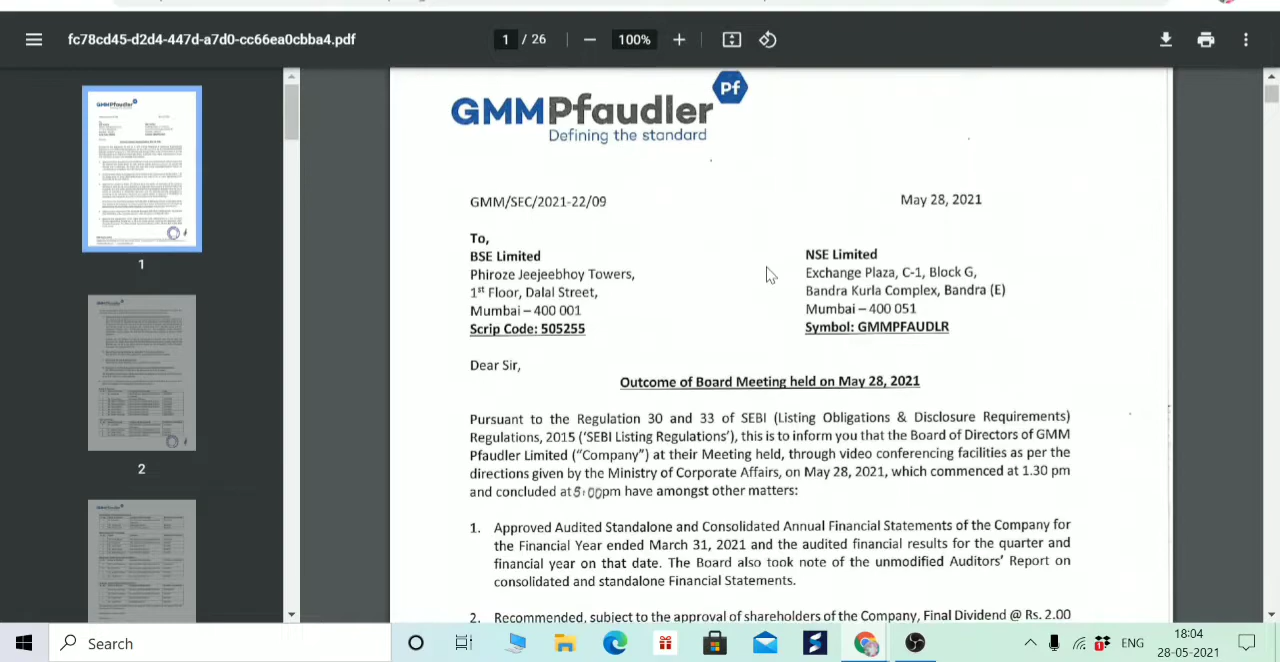 fc78cd45-d2d4-447d-a7d0-cc66ea0cbba4.pdf
1 / 26
100%
GMMPfaudler
Pf
Defining the standard
GMM/SEC/2021-22/09
May 28, 2021
To,
BSE Limited
Phiroze Jeejeebhoy Towers,
1st Floor, Dalal Street,
Mumbai – 400 001
Scrip Code: 505255
NSE Limited
Exchange Plaza, C-1, Block G,
Bandra Kurla Complex, Bandra (E)
Mumbai – 400 051
Symbol: GMMPFAUDLR
Dear Sir,
Outcome of Board Meeting held on May 28, 2021
Pursuant to the Regulation 30 and 33 of SEBI (Listing Obligations & Disclosure Requirements)
Regulations, 2015 ('SEBI Listing Regulations'), this is to inform you that the Board of Directors of GMM
Pfaudler Limited ("Company") at their Meeting held, through video conferencing facilities as per the
directions given by the Ministry of Corporate Affairs, on May 28, 2021, which commenced at 1.30 pm
and concluded at 5:00pm have amongst other matters:
1. Approved Audited Standalone and Consolidated Annual Financial Statements of the Company for
the Financial Year ended March 31, 2021 and the audited financial results for the quarter and
financial year on that date. The Board also took note of the unmodified Auditors' Report on
consolidated and standalone Financial Statements.
2. Recommended, subject to the approval of shareholders of the Company, Final Dividend @ Rs. 2.00
1
2
Search
ENG
18:04
28-05-2021